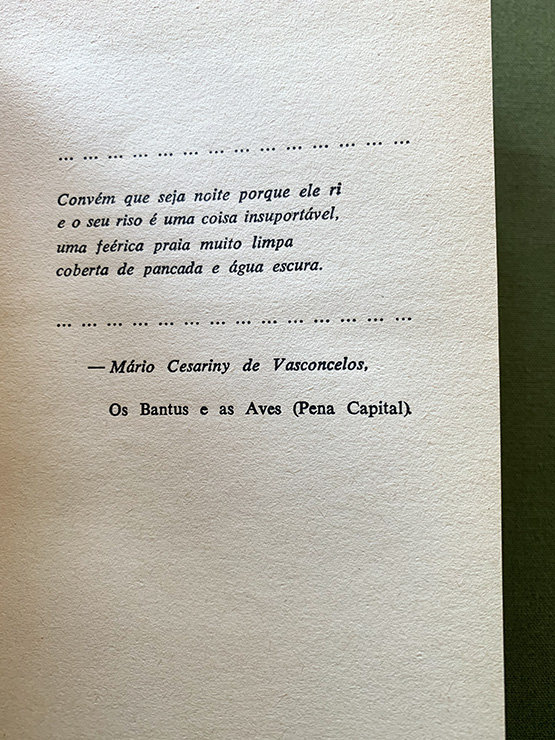 ... ... ... ... ... ... ... ... ... ... ... ... ... ...
Convém que seja noite porque ele ri
e o seu riso é uma coisa insuportável,
uma feérica praia muito limpa
coberta de pancada e água escura.
... ... ... ... ... ... ... ... ... ... ... ... ... ...
— Mário Cesariny de Vasconcelos,
Os Bantus e as Aves (Pena Capital).